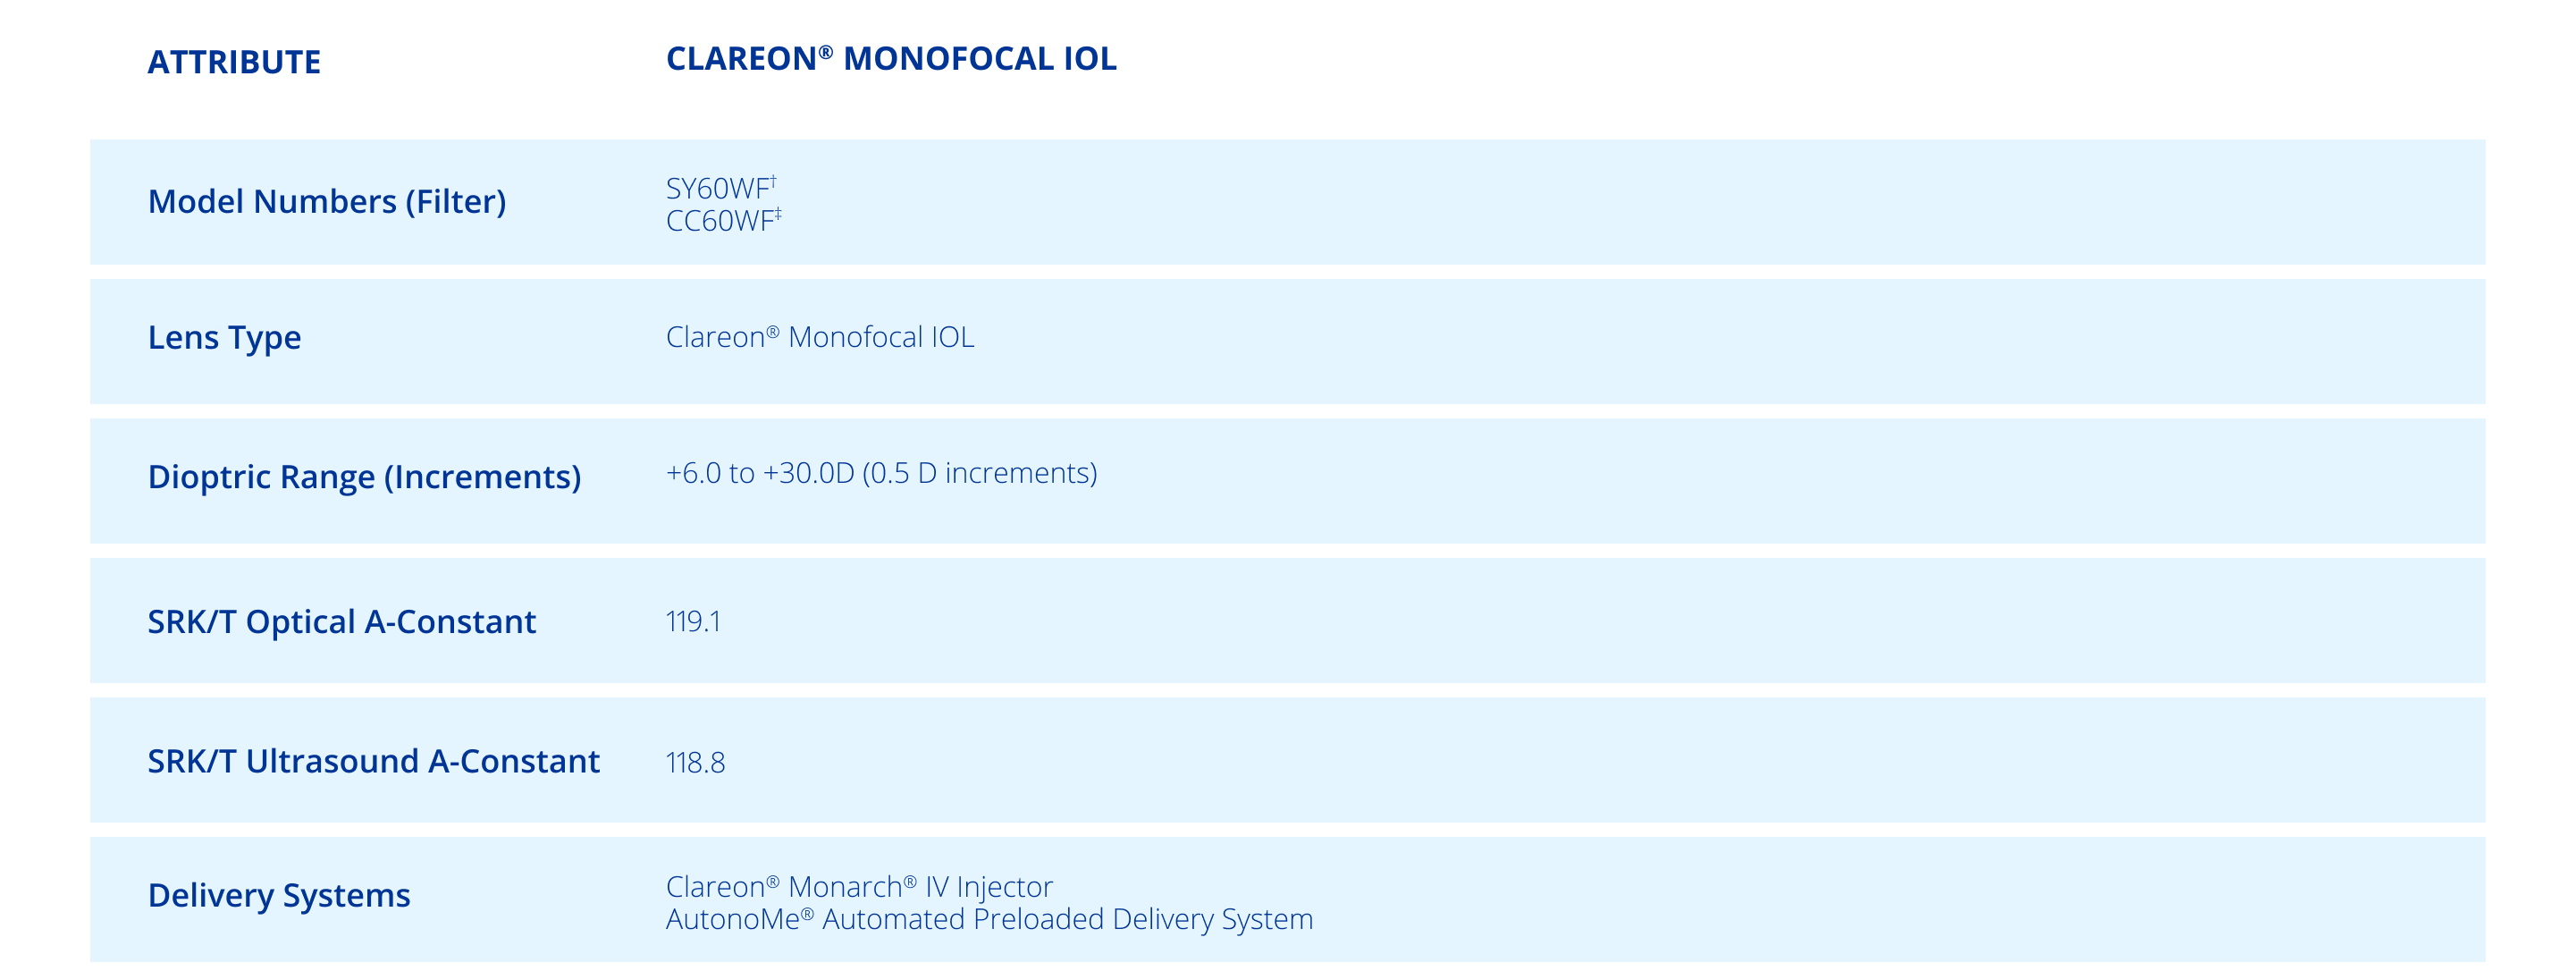 ATTRIBUTE
CLAREON® MONOFOCAL IOL
Model Numbers (Filter)
SY60WF†
CC60WF‡
Lens Type
Clareon® Monofocal IOL
Dioptric Range (Increments)
+6.0 to +30.0D (0.5 D increments)
SRK/T Optical A-Constant
119.1
SRK/T Ultrasound A-Constant
118.8
Delivery Systems
Clareon® Monarch® IV Injector
AutonoMe® Automated Preloaded Delivery System